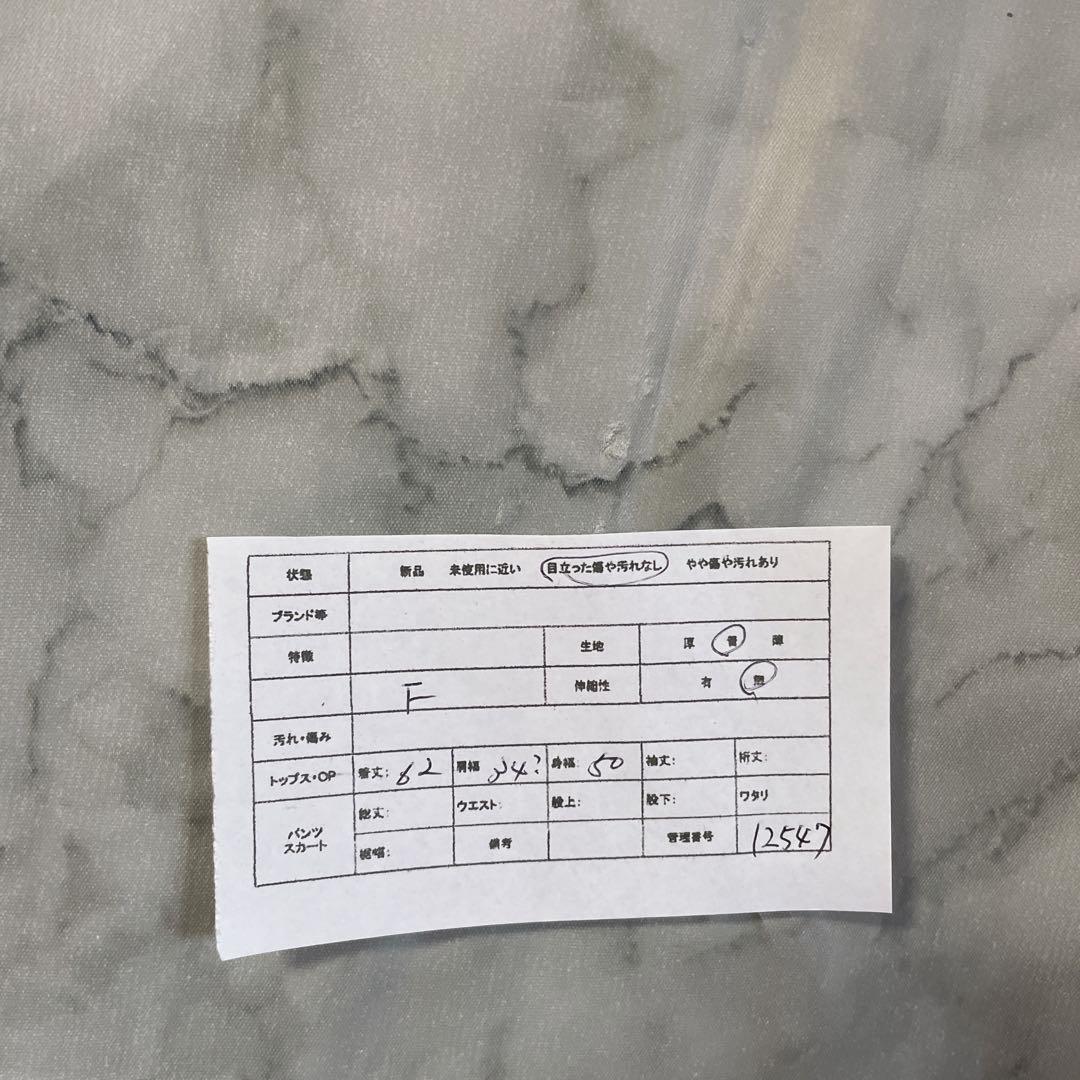 状態 新品 未使用に近い 目立った傷や汚れなし やや傷や汚れあり
ブランド等
特徴 生地 厚 普 薄
F 伸縮性 有 無
汚れ・傷み
トップス・OP 着丈: 62 肩幅 34? 身幅: 50 袖丈: 裄丈:
パンツ スカート 総丈: ウエスト: 股上: 股下: ワタリ
裾幅: 備考 管理番号 12547